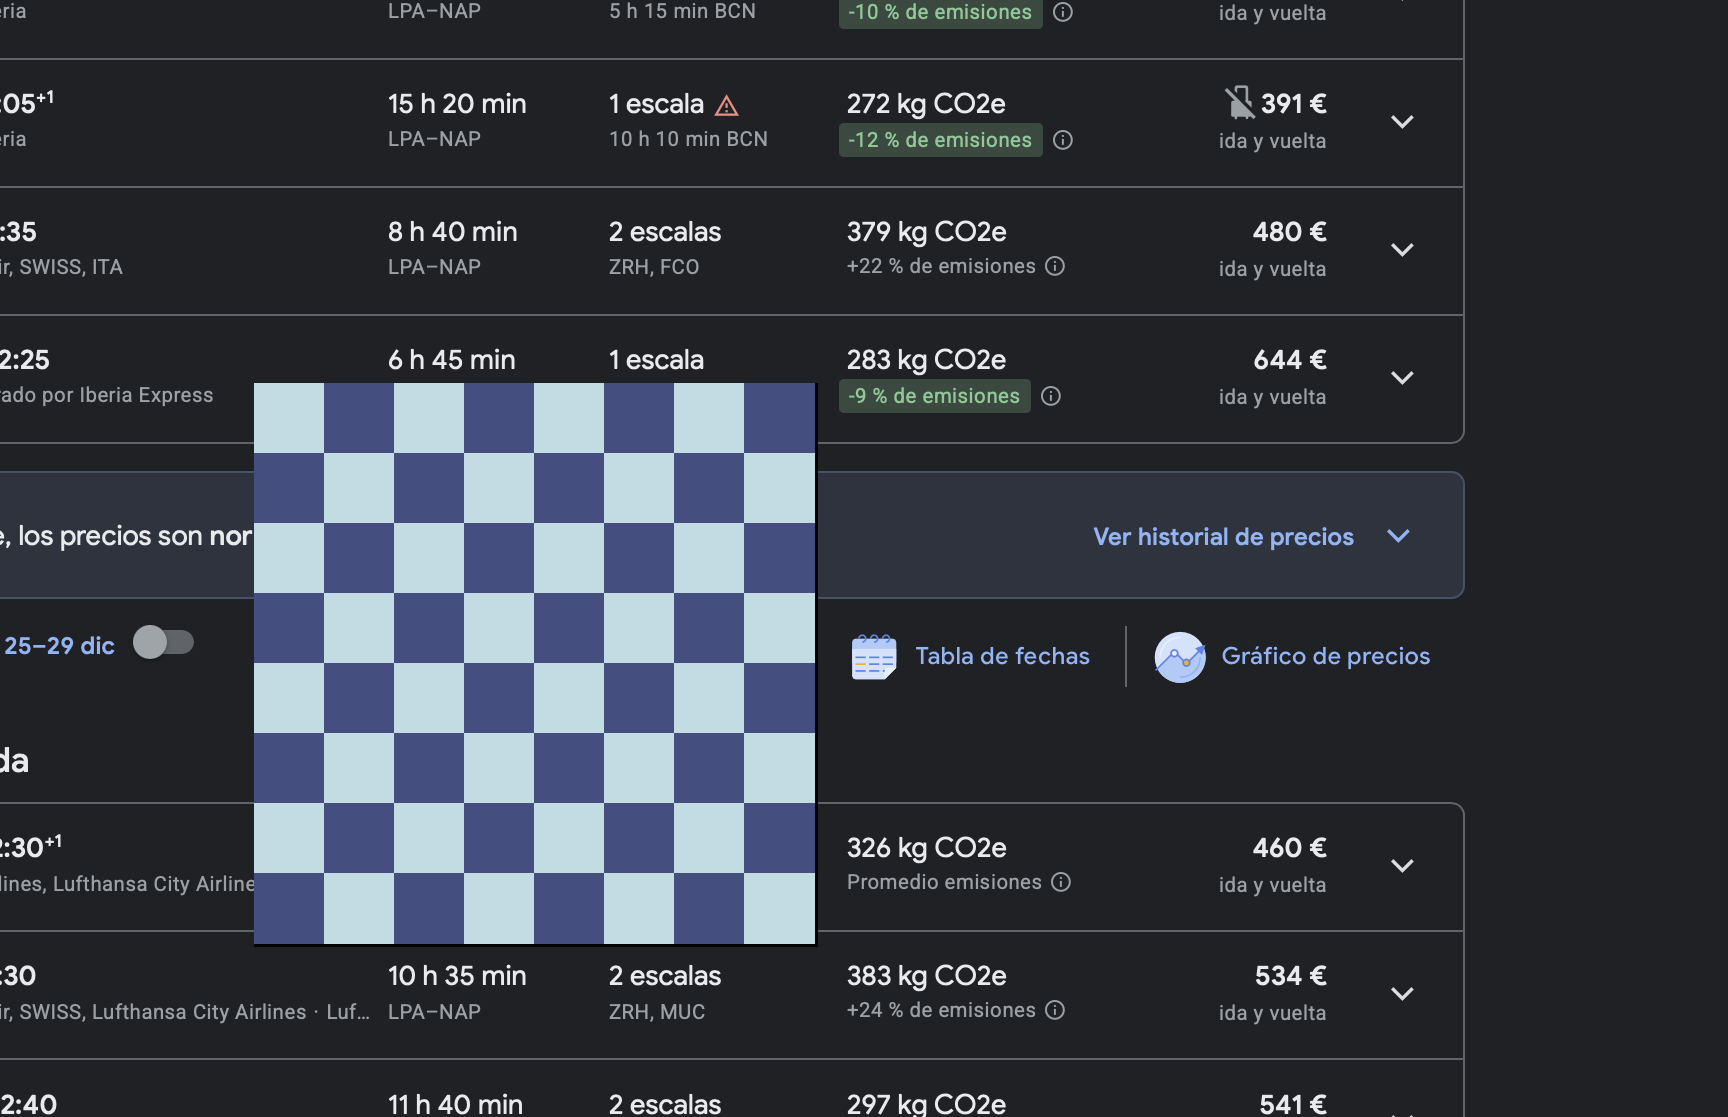 LPA–NAP 5 h 15 min BCN -10 % de emisiones ida y vuelta
:05+1 15 h 20 min 1 escala 272 kg CO2e 391 €
LPA–NAP 10 h 10 min BCN -12 % de emisiones ida y vuelta
:35 8 h 40 min 2 escalas 379 kg CO2e 480 €
ir, SWISS, ITA LPA–NAP ZRH, FCO +22 % de emisiones ida y vuelta
2:25 6 h 45 min 1 escala 283 kg CO2e 644 €
ado por Iberia Express -9 % de emisiones ida y vuelta
e, los precios son nor Ver historial de precios
25–29 dic Tabla de fechas Gráfico de precios
da
2:30+1 326 kg CO2e 460 €
lines, Lufthansa City Airline Promedio emisiones ida y vuelta
:30 10 h 35 min 2 escalas 383 kg CO2e 534 €
ir, SWISS, Lufthansa City Airlines · Luf... LPA–NAP ZRH, MUC +24 % de emisiones ida y vuelta
2:40 11 h 40 min 2 escalas 297 kg CO2e 541 €